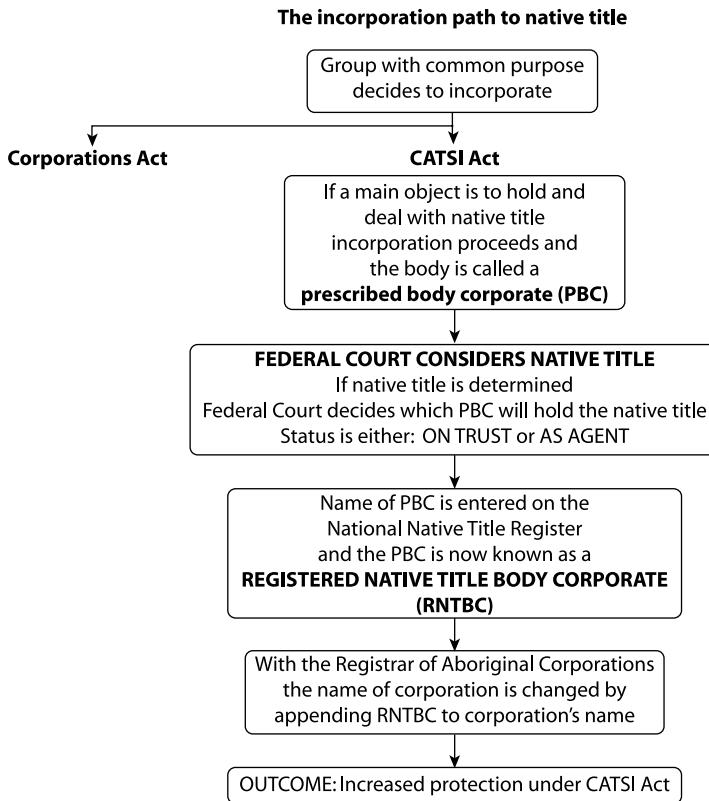 The incorporation path to native title
Group with common purpose
decides to incorporate
Corporations Act
CATSI Act
If a main object is to hold and
deal with native title
incorporation proceeds and
the body is called a
prescribed body corporate (PBC)
FEDERAL COURT CONSIDERS NATIVE TITLE
If native title is determined
Federal Court decides which PBC will hold the native title
Status is either: ON TRUST or AS AGENT
Name of PBC is entered on the
National Native Title Register
and the PBC is now known as a
REGISTERED NATIVE TITLE BODY CORPORATE
(RNTBC)
With the Registrar of Aboriginal Corporations
the name of corporation is changed by
appending RNTBC to corporation's name
OUTCOME: Increased protection under CATSI Act